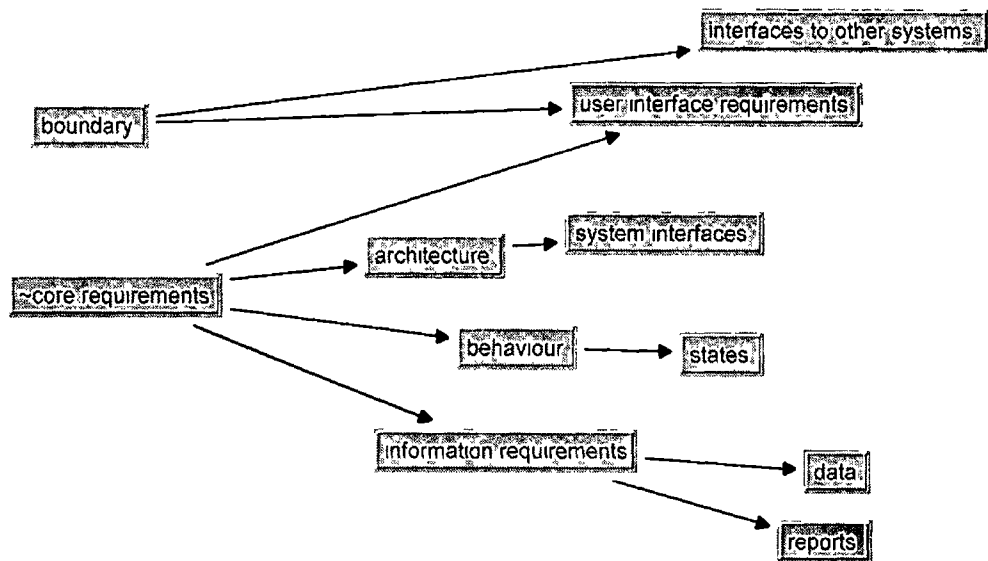 interfaces to other systems
user interface requirements
boundary
system interfaces
architecture
~core requirements
behaviour
states
information requirements
data
reports